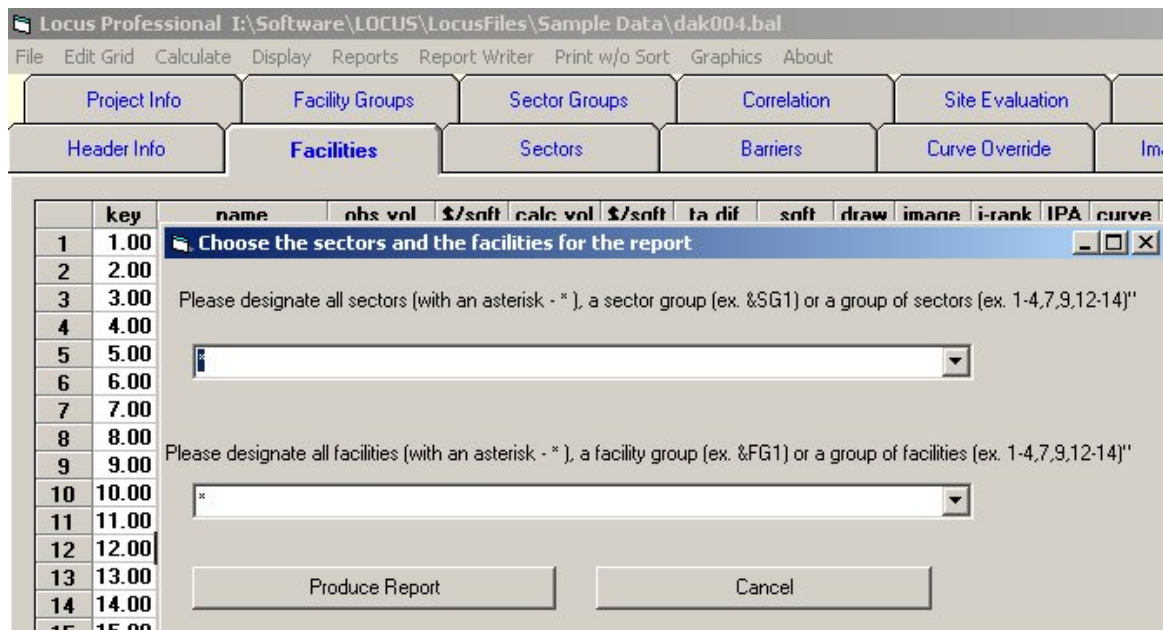 Locus Professional I:\Software\LOCUS\LocusFiles\Sample Data\dak004.bal
File Edit Grid Calculate Display Reports Report Writer Print w/o Sort Graphics About
Project Info Facility Groups Sector Groups Correlation Site Evaluation
Header Info Facilities Sectors Barriers Curve Override
key name obs vol $/sqft calc vol $/sqft ta dif sqft draw image i-rank IPA curve
1 1.00 Choose the sectors and the facilities for the report
2 2.00
3 3.00 Please designate all sectors (with an asterisk - * ), a sector group (ex. &SG1) or a group of sectors (ex. 1-4,7,9,12-14)"
4 4.00
5 5.00 *
6 6.00
7 7.00
8 8.00
9 9.00 Please designate all facilities (with an asterisk - * ), a facility group (ex. &FG1) or a group of facilities (ex. 1-4,7,9,12-14)"
10 10.00 *
11 11.00
12 12.00
13 13.00 Produce Report Cancel
14 14.00
15 15.00